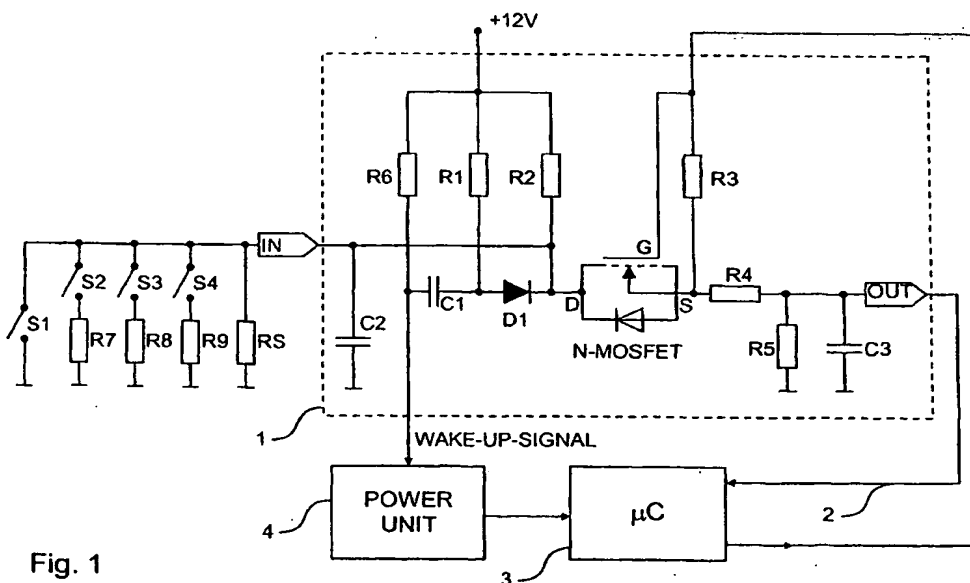 +12V
R6
R1
R2
R3
IN
G
S2
S3
S4
R4
OUT
S1
C1
D1
D
S
R7
R8
R9
RS
C2
N-MOSFET
R5
C3
1
WAKE-UP-SIGNAL
2
4
POWER
UNIT
µC
3
Fig. 1